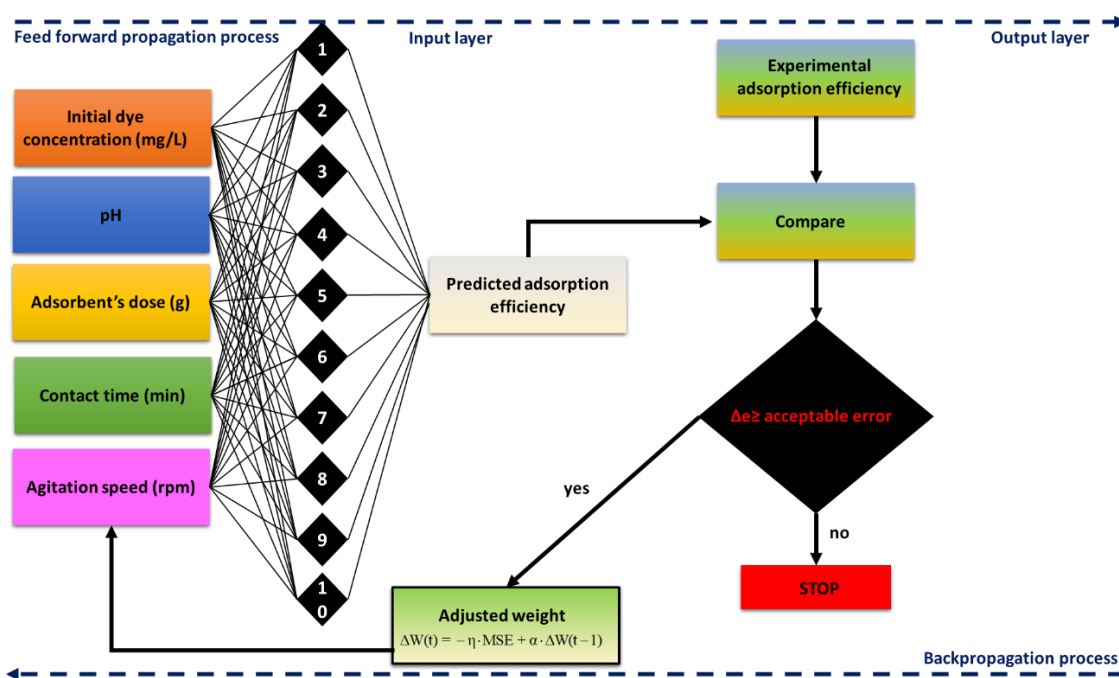 Feed forward propagation process
Input layer
Output layer
Initial dye
concentration (mg/L)
pH
Adsorbent's dose (g)
Contact time (min)
Agitation speed (rpm)
1
2
3
4
5
6
7
8
9
1
0
Predicted adsorption
efficiency
Experimental
adsorption efficiency
Compare
Δe≥ acceptable error
yes
no
STOP
Adjusted weight
ΔW(t) = −η·MSE + α·ΔW(t−1)
Backpropagation process